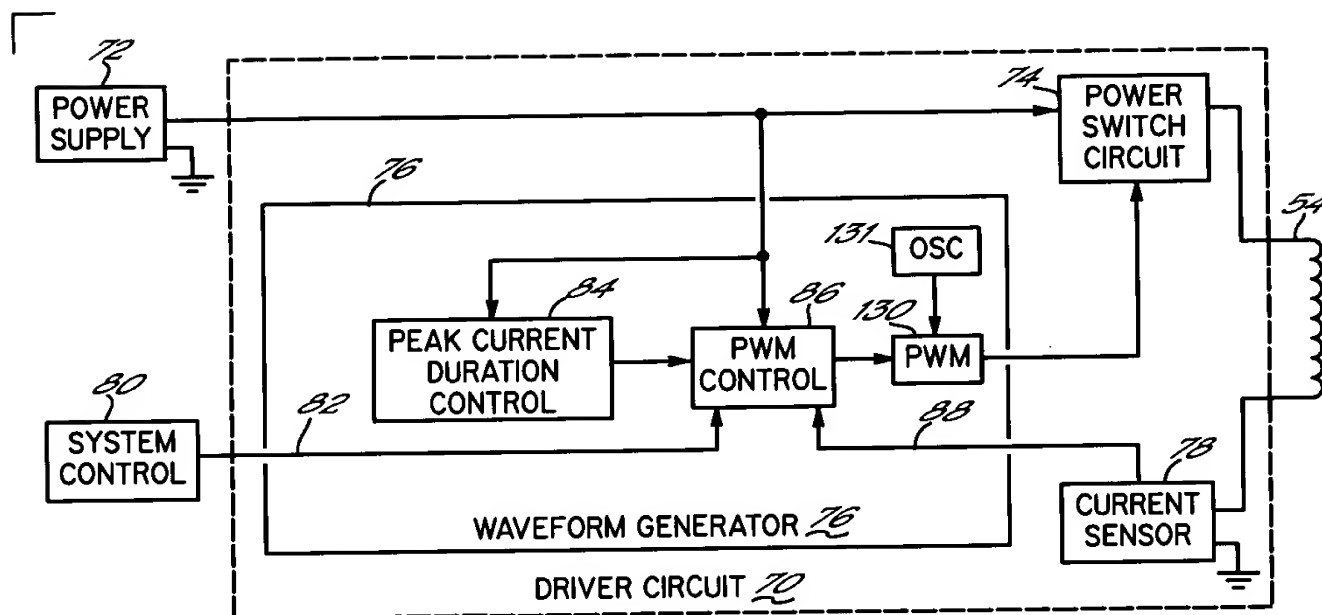 72
POWER
SUPPLY
74
POWER
SWITCH
CIRCUIT
76
131
OSC
54
84
PEAK CURRENT
DURATION
CONTROL
86
PWM
CONTROL
130
PWM
80
SYSTEM
CONTROL
82
88
78
CURRENT
SENSOR
WAVEFORM GENERATOR 76
DRIVER CIRCUIT 70